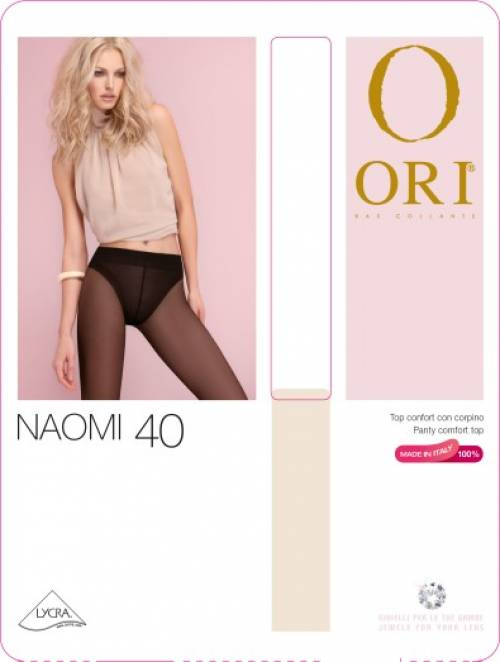 ORI®
BAS COLLANTS
NAOMI 40
Top confort con corpino
Panty comfort top
MADE IN ITALY 100%
LYCRA®
GIOIELLI PER LE TUE GAMBE
JEWELS FOR YOUR LEGS